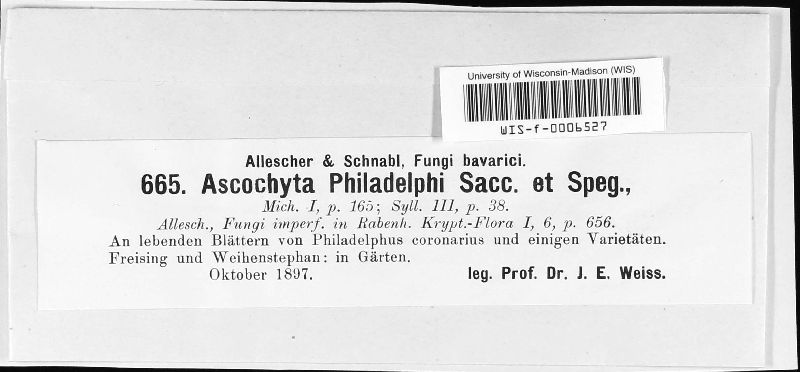 University of Wisconsin-Madison (WIS)
WIS-f-0006527
Allescher & Schnabl, Fungi bavarici.
665. Ascochyta Philadelphi Sacc. et Speg.,
Mich. I, p. 165; Syll. III, p. 38.
Allesch., Fungi imperf. in Rabenh. Krypt.-Flora I, 6, p. 656.
An lebenden Blättern von Philadelphus coronarius und einigen Varietäten.
Freising und Weihenstephan: in Gärten.
Oktober 1897. leg. Prof. Dr. J. E. Weiss.